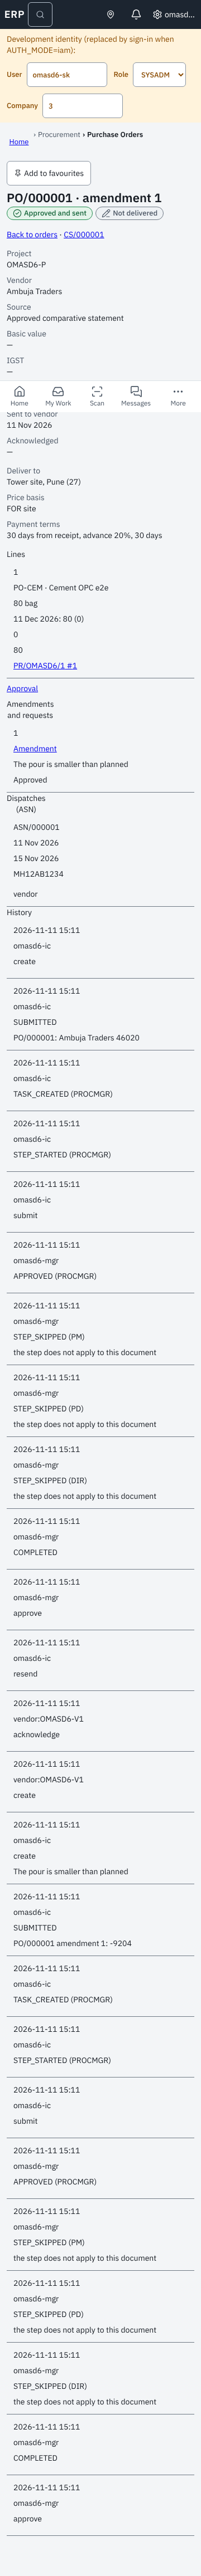 ERP
omasd...
Development identity (replaced by sign-in when
AUTH_MODE=iam):
User
omasd6-sk
Role
SYSADM
Company
3
Home › Procurement › Purchase Orders
Add to favourites
PO/000001 · amendment 1
Approved and sent
Not delivered
Back to orders · CS/000001
Project
OMASD6-P
Vendor
Ambuja Traders
Source
Approved comparative statement
Basic value
—
IGST
—
Home
My Work
Scan
Messages
More
Sent to vendor
11 Nov 2026
Acknowledged
—
Deliver to
Tower site, Pune (27)
Price basis
FOR site
Payment terms
30 days from receipt, advance 20%, 30 days
Lines
1
PO-CEM · Cement OPC e2e
80 bag
11 Dec 2026: 80 (0)
0
80
PR/OMASD6/1 #1
Approval
Amendments
and requests
1
Amendment
The pour is smaller than planned
Approved
Dispatches
(ASN)
ASN/000001
11 Nov 2026
15 Nov 2026
MH12AB1234
vendor
History
2026-11-11 15:11
omasd6-ic
create
2026-11-11 15:11
omasd6-ic
SUBMITTED
PO/000001: Ambuja Traders 46020
2026-11-11 15:11
omasd6-ic
TASK_CREATED (PROCMGR)
2026-11-11 15:11
omasd6-ic
STEP_STARTED (PROCMGR)
2026-11-11 15:11
omasd6-ic
submit
2026-11-11 15:11
omasd6-mgr
APPROVED (PROCMGR)
2026-11-11 15:11
omasd6-mgr
STEP_SKIPPED (PM)
the step does not apply to this document
2026-11-11 15:11
omasd6-mgr
STEP_SKIPPED (PD)
the step does not apply to this document
2026-11-11 15:11
omasd6-mgr
STEP_SKIPPED (DIR)
the step does not apply to this document
2026-11-11 15:11
omasd6-mgr
COMPLETED
2026-11-11 15:11
omasd6-mgr
approve
2026-11-11 15:11
omasd6-ic
resend
2026-11-11 15:11
vendor:OMASD6-V1
acknowledge
2026-11-11 15:11
vendor:OMASD6-V1
create
2026-11-11 15:11
omasd6-ic
create
The pour is smaller than planned
2026-11-11 15:11
omasd6-ic
SUBMITTED
PO/000001 amendment 1: -9204
2026-11-11 15:11
omasd6-ic
TASK_CREATED (PROCMGR)
2026-11-11 15:11
omasd6-ic
STEP_STARTED (PROCMGR)
2026-11-11 15:11
omasd6-ic
submit
2026-11-11 15:11
omasd6-mgr
APPROVED (PROCMGR)
2026-11-11 15:11
omasd6-mgr
STEP_SKIPPED (PM)
the step does not apply to this document
2026-11-11 15:11
omasd6-mgr
STEP_SKIPPED (PD)
the step does not apply to this document
2026-11-11 15:11
omasd6-mgr
STEP_SKIPPED (DIR)
the step does not apply to this document
2026-11-11 15:11
omasd6-mgr
COMPLETED
2026-11-11 15:11
omasd6-mgr
approve